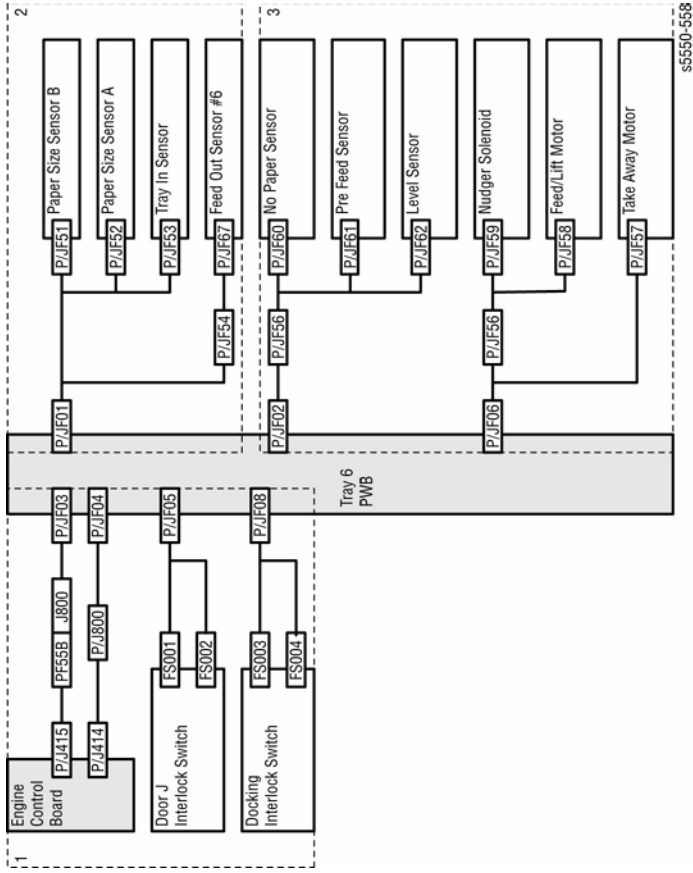 1
Engine
Control
Board
P/J415
PF55B
J800
P/JF03
P/J414
P/J800
P/JF04
Door J
Interlock Switch
FS001
FS002
P/JF05
Docking
Interlock Switch
FS003
FS004
P/JF08
Tray 6
PWB
2
P/JF01
P/JF51
Paper Size Sensor B
P/JF52
Paper Size Sensor A
P/JF53
Tray In Sensor
P/JF54
P/JF67
Feed Out Sensor #6
3
P/JF02
P/JF56
P/JF60
No Paper Sensor
P/JF61
Pre Feed Sensor
P/JF62
Level Sensor
P/JF06
P/JF56
P/JF59
Nudger Solenoid
P/JF58
Feed/Lift Motor
P/JF57
Take Away Motor
s5550-558